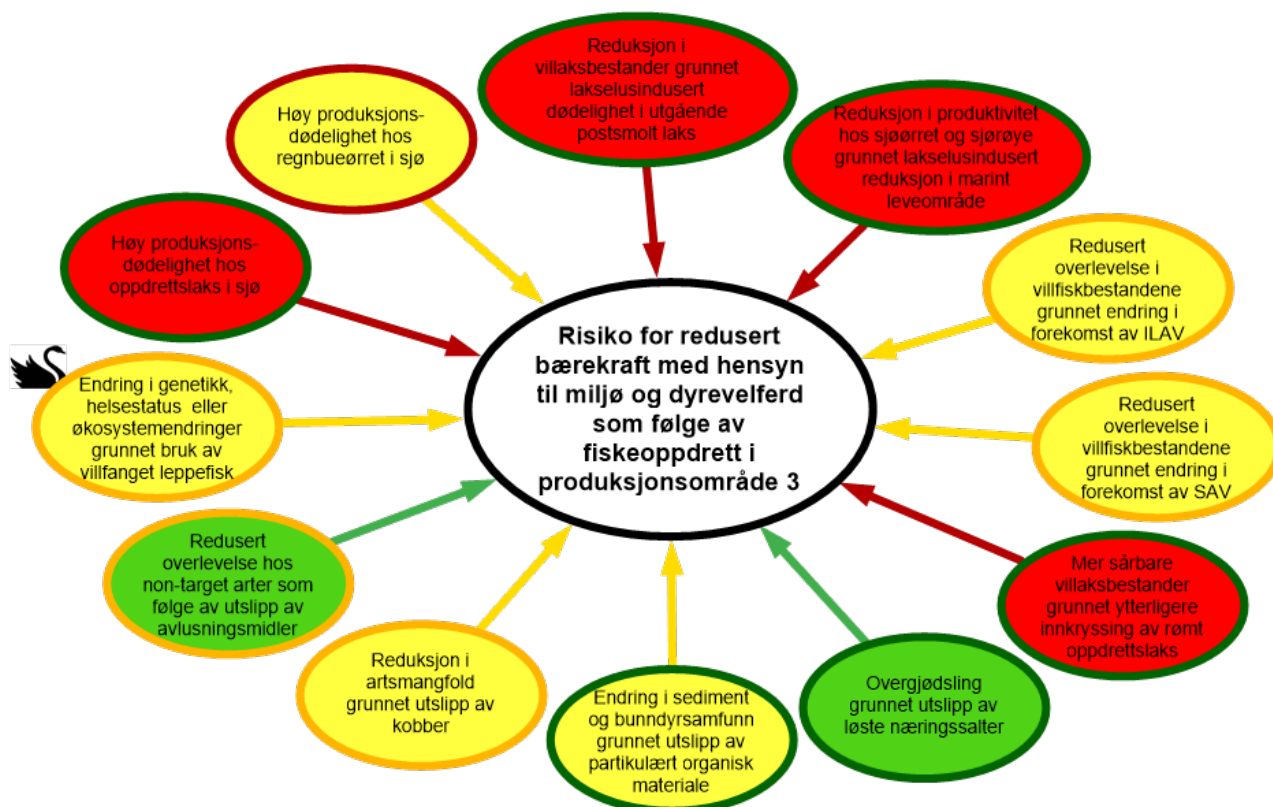 Reduksjon i
villaksbestander grunnet
lakselusindusert
dødelighet i utgående
postsmolt laks
Reduksjon i produktivitet
hos sjøørret og sjørøye
grunnet lakselusindusert
reduksjon i marint
leveområde
Redusert
overlevelse i
villfiskbestandene
grunnet endring i
forekomst av ILAV
Redusert
overlevelse i
villfiskbestandene
grunnet endring i
forekomst av SAV
Mer sårbare
villaksbestander
grunnet ytterligere
innkryssing av rømt
oppdrettslaks
Overgjødsling
grunnet utslipp av
løste næringssalter
Endring i sediment
og bunndyrsamfunn
grunnet utslipp av
partikulært organisk
materiale
Reduksjon i
artsmangfold
grunnet utslipp av
kobber
Redusert
overlevelse hos
non-target arter som
følge av utslipp av
avlusningsmidler
Endring i genetikk,
helsestatus eller
økosystemendringer
grunnet bruk av
villfanget leppefisk
Høy produksjons-
dødelighet hos
oppdrettslaks i sjø
Høy produksjons-
dødelighet hos
regnbueørret i sjø
Risiko for redusert
bærekraft med hensyn
til miljø og dyrevelferd
som følge av
fiskeoppdrett i
produksjonsområde 3